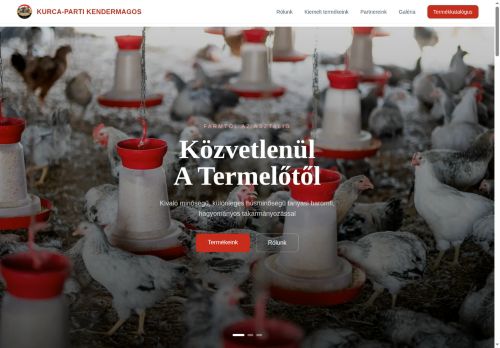 KURCA-PARTI KENDERMAGOS
Rólunk
Kiemelt termékeink
Partnereink
Galéria
Termékkatalógus
FARMTÓL AZ ASZTALIG
Közvetlenül
A Termelőtől
Kiváló minőségű, különleges húsminőségű tanyasi baromfi,
hagyományos takarmányozással
Termékeink
Rólunk